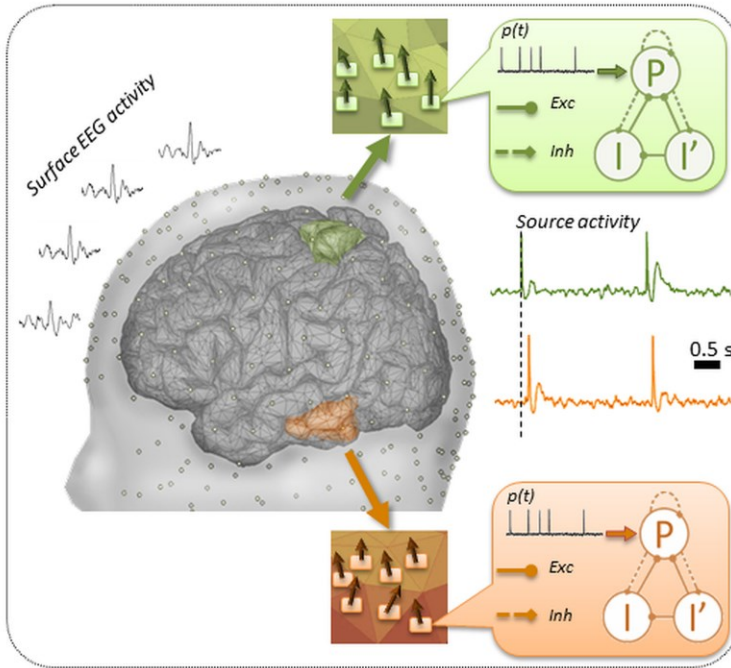 Surface EEG activity
p(t)
P
Exc
Inh
I
I'
Source activity
0.5 s
p(t)
P
Exc
Inh
I
I'